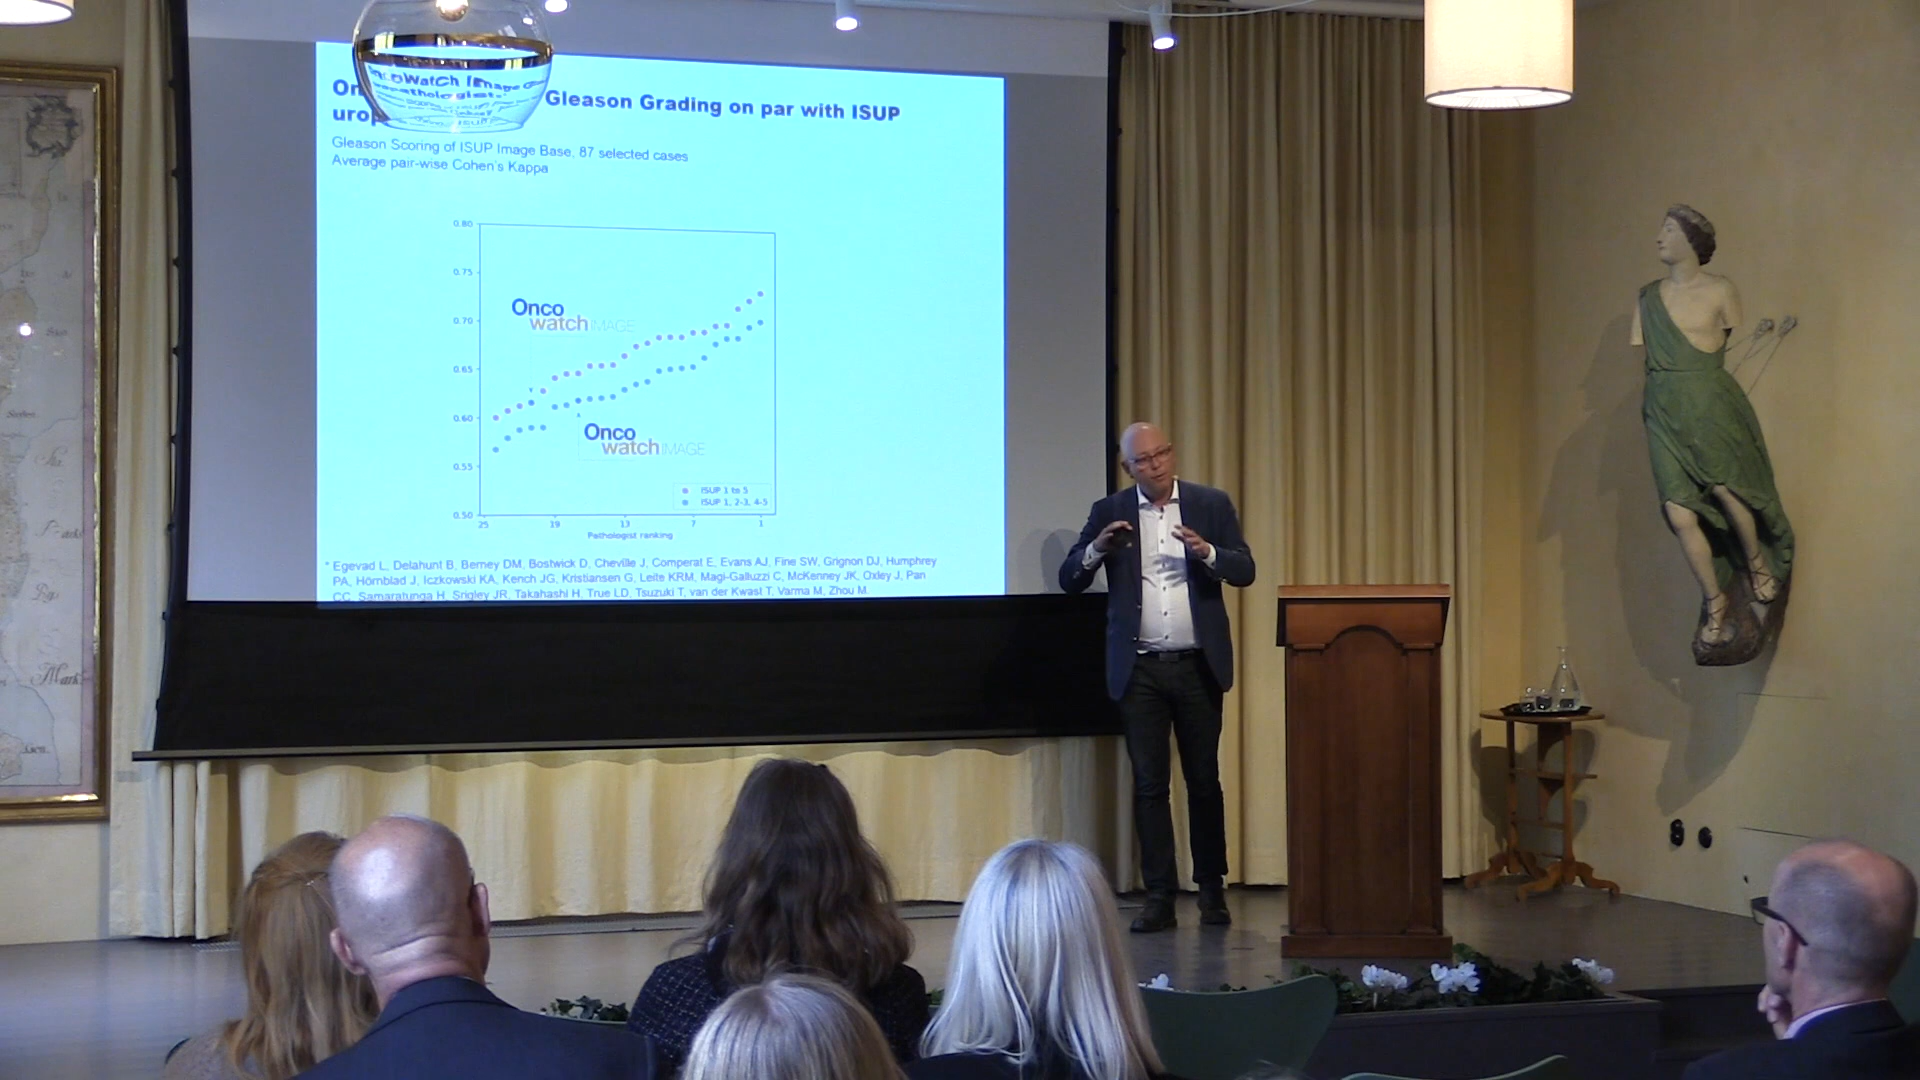 On Gleason Grading on par with ISUP
urop
Gleason Scoring of ISUP Image Base, 87 selected cases
Average pair-wise Cohen's Kappa
0.80
0.75
0.70
0.65
0.60
0.55
0.50
Onco
watch IMAGE
Onco
watch IMAGE
ISUP 1 to 5
ISUP 1, 2-3, 4-5
25 19 13 7 1
Pathologist ranking
* Egevad L, Delahunt B, Berney DM, Bostwick D, Cheville J, Comperat E, Evans AJ, Fine SW, Grignon DJ, Humphrey
PA, Hörnblad J, Iczkowski KA, Kench JG, Kristiansen G, Leite KRM, Magi-Galluzzi C, McKenney JK, Oxley J, Pan
CC, Samaratunga H, Srigley JR, Takahashi H, True LD, Tsuzuki T, van der Kwast T, Varma M, Zhou M